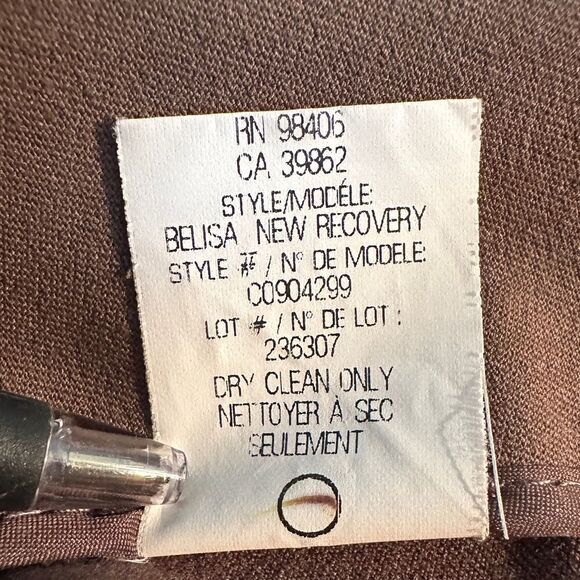 RN 98406
CA 39862
STYLE/MODÉLE:
BELISA NEW RECOVERY
STYLE # / N° DE MODELE:
C0904299
LOT # / N° DE LOT :
236307
DRY CLEAN ONLY
NETTOYER À SEC
SEULEMENT